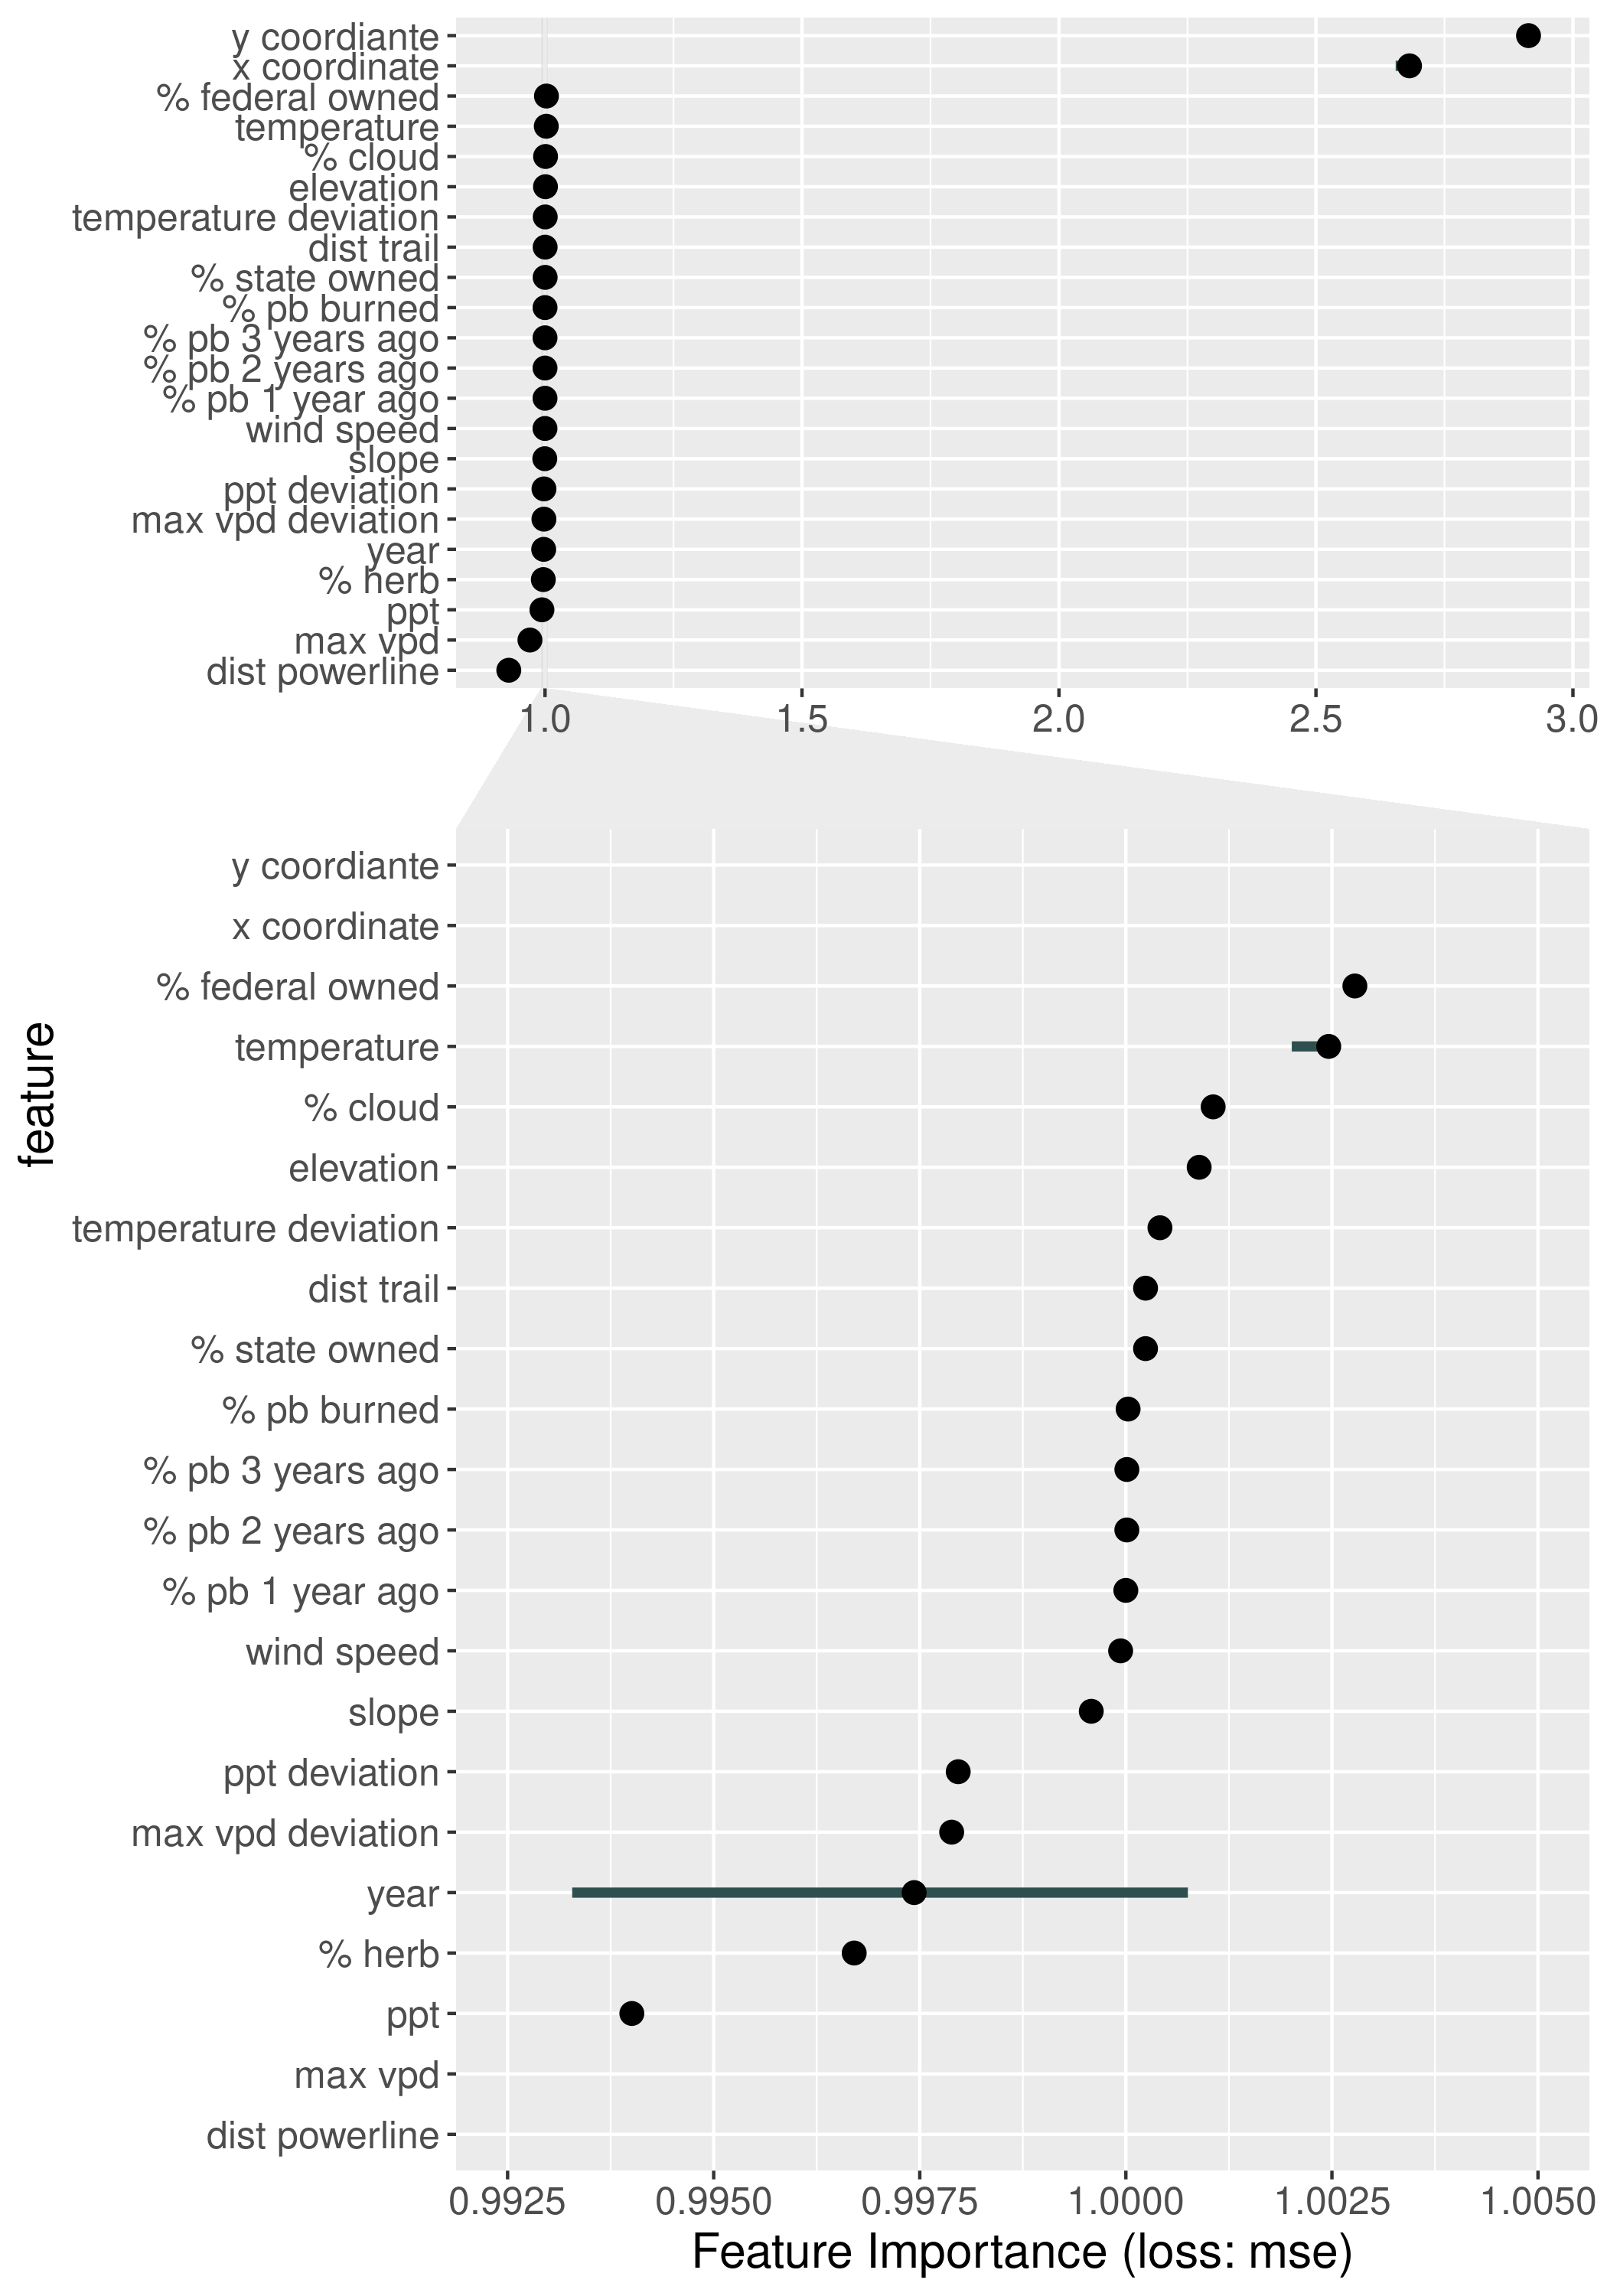 y coordiante
x coordinate
% federal owned
temperature
% cloud
elevation
temperature deviation
dist trail
% state owned
% pb burned
% pb 3 years ago
% pb 2 years ago
% pb 1 year ago
wind speed
slope
ppt deviation
max vpd deviation
year
% herb
ppt
max vpd
dist powerline
1.0 1.5 2.0 2.5 3.0
feature
y coordiante
x coordinate
% federal owned
temperature
% cloud
elevation
temperature deviation
dist trail
% state owned
% pb burned
% pb 3 years ago
% pb 2 years ago
% pb 1 year ago
wind speed
slope
ppt deviation
max vpd deviation
year
% herb
ppt
max vpd
dist powerline
0.9925 0.9950 0.9975 1.0000 1.0025 1.0050
Feature Importance (loss: mse)